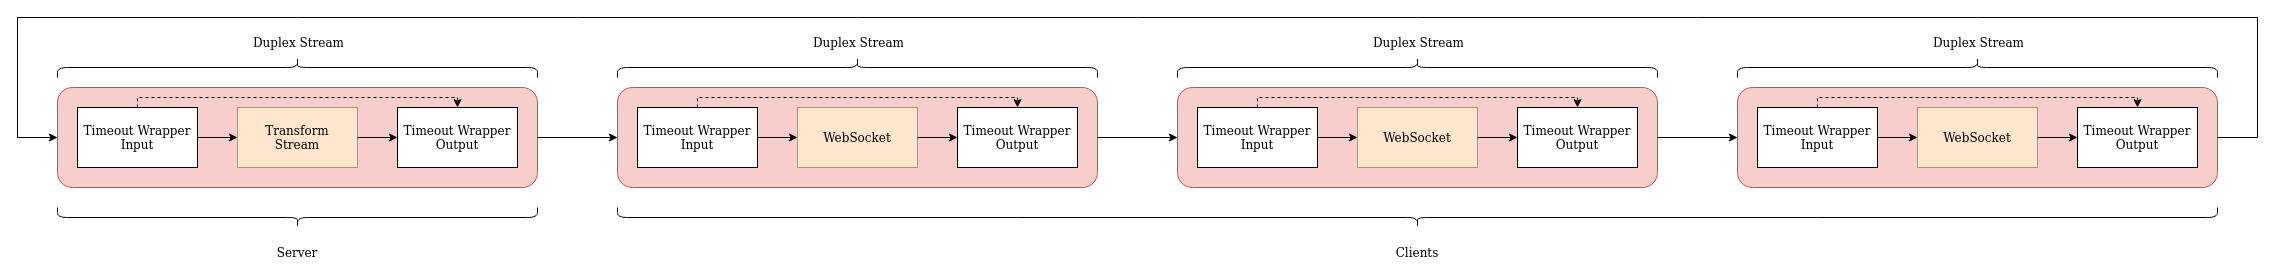 Duplex Stream
Duplex Stream
Duplex Stream
Duplex Stream
Timeout Wrapper
Input
Transform
Stream
Timeout Wrapper
Output
Timeout Wrapper
Input
WebSocket
Timeout Wrapper
Output
Timeout Wrapper
Input
WebSocket
Timeout Wrapper
Output
Timeout Wrapper
Input
WebSocket
Timeout Wrapper
Output
Server
Clients